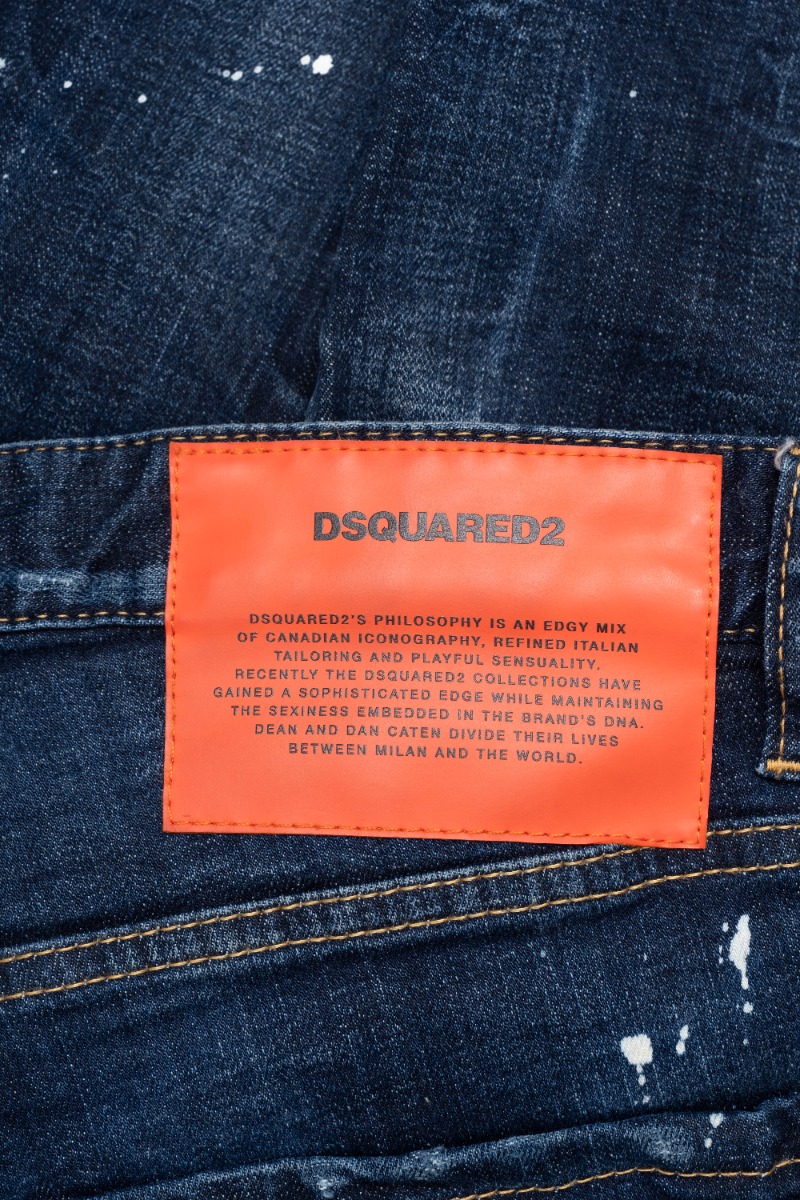 DSQUARED2
DSQUARED2'S PHILOSOPHY IS AN EDGY MIX
OF CANADIAN ICONOGRAPHY, REFINED ITALIAN
TAILORING AND PLAYFUL SENSUALITY.
RECENTLY THE DSQUARED2 COLLECTIONS HAVE
GAINED A SOPHISTICATED EDGE WHILE MAINTAINING
THE SEXINESS EMBEDDED IN THE BRAND'S DNA.
DEAN AND DAN CATEN DIVIDE THEIR LIVES
BETWEEN MILAN AND THE WORLD.